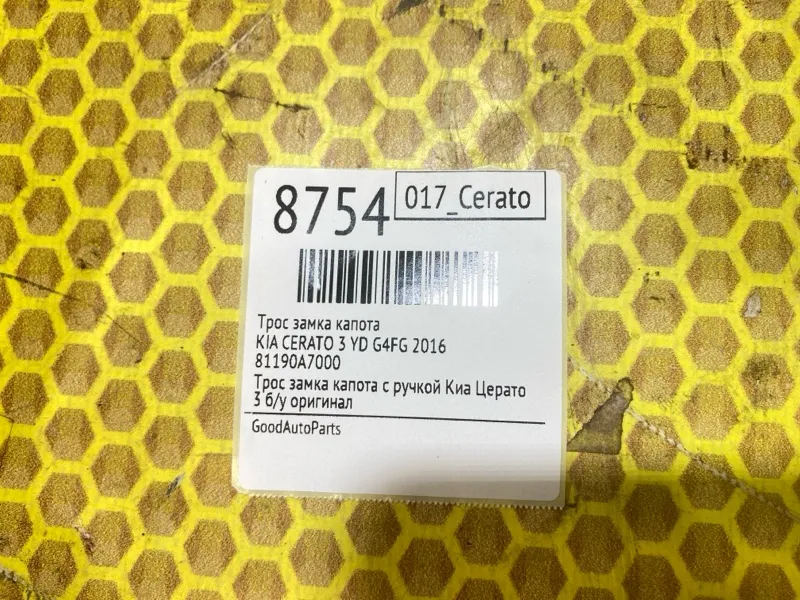 8754
017_Cerato
Трос замка капота
KIA CERATO 3 YD G4FG 2016
81190A7000
Трос замка капота с ручкой Киа Церато
3 б/у оригинал
GoodAutoParts